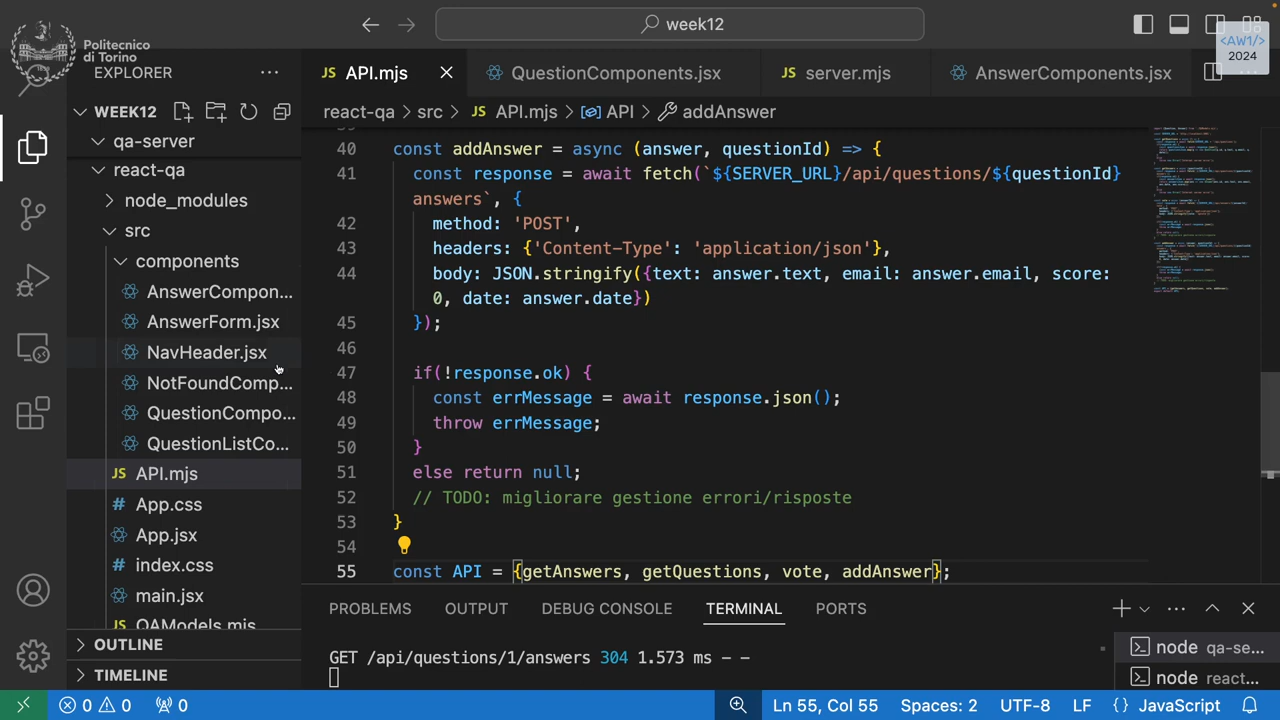 week12
Politecnico
di Torino
<AW1/>
2024
EXPLORER
API.mjs
QuestionComponents.jsx
server.mjs
AnswerComponents.jsx
WEEK12
react-qa > src > API.mjs > API > addAnswer
qa-server
react-qa
node_modules
src
components
AnswerCompon...
AnswerForm.jsx
NavHeader.jsx
NotFoundComp...
QuestionCompo...
QuestionListCo...
API.mjs
App.css
App.jsx
index.css
main.jsx
QAModels.mjs
OUTLINE
TIMELINE
40 const addAnswer = async (answer, questionId) => {
41 const response = await fetch(`${SERVER_URL}/api/questions/${questionId}
answers`, {
42 method: 'POST',
43 headers: {'Content-Type': 'application/json'},
44 body: JSON.stringify({text: answer.text, email: answer.email, score:
0, date: answer.date})
45 });
46
47 if(!response.ok) {
48 const errMessage = await response.json();
49 throw errMessage;
50 }
51 else return null;
52 // TODO: migliorare gestione errori/risposte
53 }
54
55 const API = {getAnswers, getQuestions, vote, addAnswer};
PROBLEMS OUTPUT DEBUG CONSOLE TERMINAL PORTS
GET /api/questions/1/answers 304 1.573 ms - -
node qa-se...
node react...
0 0 0 Ln 55, Col 55 Spaces: 2 UTF-8 LF {} JavaScript